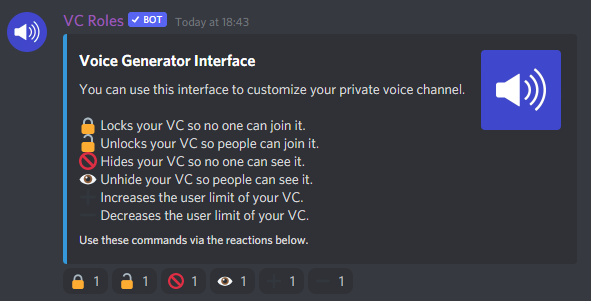 VC Roles ✓ BOT Today at 18:43
Voice Generator Interface
You can use this interface to customize your private voice channel.
🔒 Locks your VC so no one can join it.
🔓 Unlocks your VC so people can join it.
🚫 Hides your VC so no one can see it.
👁 Unhide your VC so people can see it.
➕ Increases the user limit of your VC.
➖ Decreases the user limit of your VC.
Use these commands via the reactions below.
🔒 1 🔓 1 🚫 1 👁 1 ➕ 1 ➖ 1